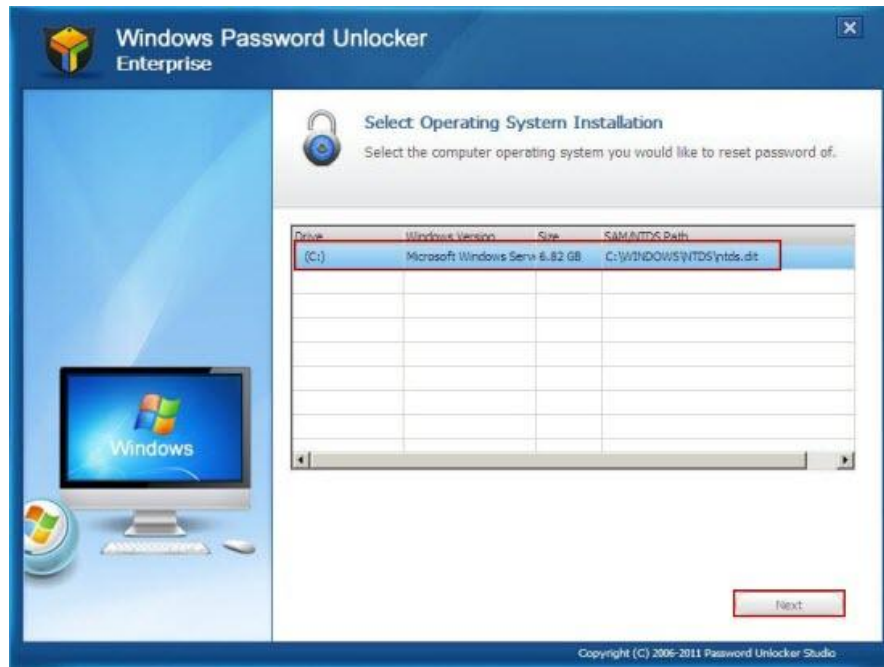 Windows Password Unlocker
Enterprise
Select Operating System Installation
Select the computer operating system you would like to reset password of.
Drive Windows Version Size SAM/NTDS Path
(C:) Microsoft Windows Serv 6.82 GB C:\WINDOWS\NTDS\ntds.dit
Windows
Next
Copyright (C) 2006-2011 Password Unlocker Studio